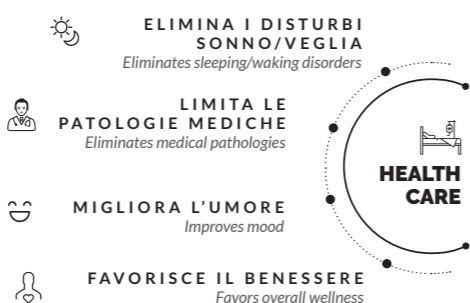 ELIMINA I DISTURBI
SONNO/VEGLIA
Eliminates sleeping/waking disorders
LIMITA LE
PATOLOGIE MEDICHE
Eliminates medical pathologies
HEALTH
CARE
MIGLIORA L'UMORE
Improves mood
FAVORISCE IL BENESSERE
Favors overall wellness